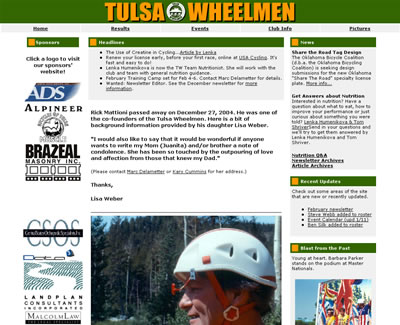 TULSA WHEELMEN
Home Results Events Club Info Pictures
Sponsors
Click a logo to visit
our sponsors'
website!
ADS
ALPINEER
BRAZEAL
MASONRY INC.
CSOS
LANDPLAN
CONSULTANTS
INCORPORATED
MALCOLMLAW
Headlines
The Use of Creatine in Cycling...Article by Lenka
Renew your license early, before your first race, online at USA Cycling. It's
fast and easy to do!
Lenka Humenikova is now the TW Team Nutritionist. She will work with the
club and team with general nutrition guidance.
February Training Camp set for Feb 4-6. Contact Marc Delametter for details.
Wanted: Newsletter Editor. See the December newsletter for more
information.
Rick Mattioni passed away on December 27, 2004. He was one of
the co-founders of the Tulsa Wheelmen. Here is a bit of
background information provided by his daughter Lisa Weber.
"I would also like to say that it would be wonderful if anyone
wants to write my Mom (Juanita) and/or brother a note of
condolence. She has been so touched by the outpouring of love
and affection from those that knew my Dad."
(Please contact Marc Delametter or Kary Cummins for her address.)
Thanks,
Lisa Weber
News
Share the Road Tag Design
The Oklahoma Bicycle Coalition
(d.b.a. the Oklahoma Bicycling
Coalition) is seeking design
submissions for the new Oklahoma
"Share The Road" specialty license
plate. More info...
Get Answers about Nutrition
Interested in nutrition? Have a
question about what to eat, how to
improve your performance or just
curious about something you were
told? Lenka Humenikova & Tom
Shriver Send in your questions and
we'll try to get them answered by
Lenka Humenikova and Tom
Shriver.
Nutrition Q&A
Newsletter Archives
Article Archives
Recent Updates
Check out some areas of the site
that are new or recently updated.
February newsletter
Steve Webb added to roster
Event Calendar (upd 1/11)
Ben Silk added to roster
Blast from the Past
Young at heart. Barbara Parker
stands on the podium at Master
Nationals.